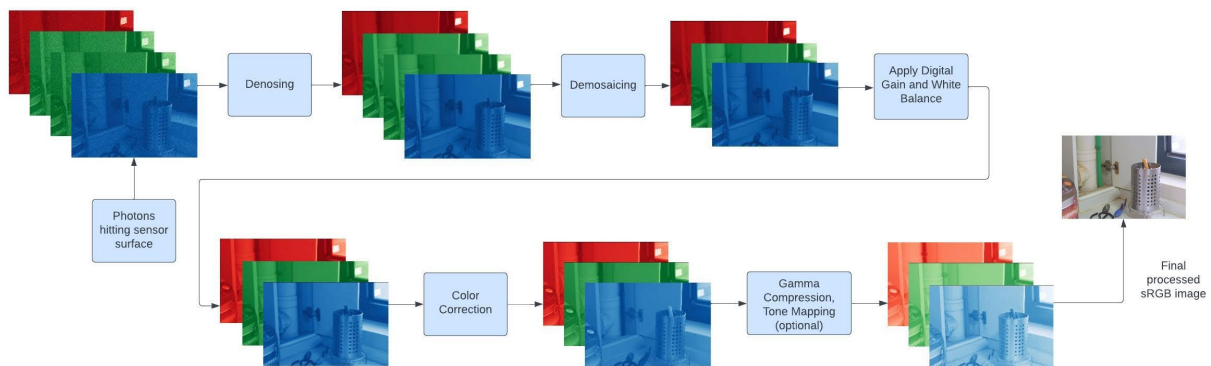 Denosing
Demosaicing
Apply Digital
Gain and White
Balance
Photons
hitting sensor
surface
Color
Correction
Gamma
Compression,
Tone Mapping
(optional)
Final
processed
sRGB image